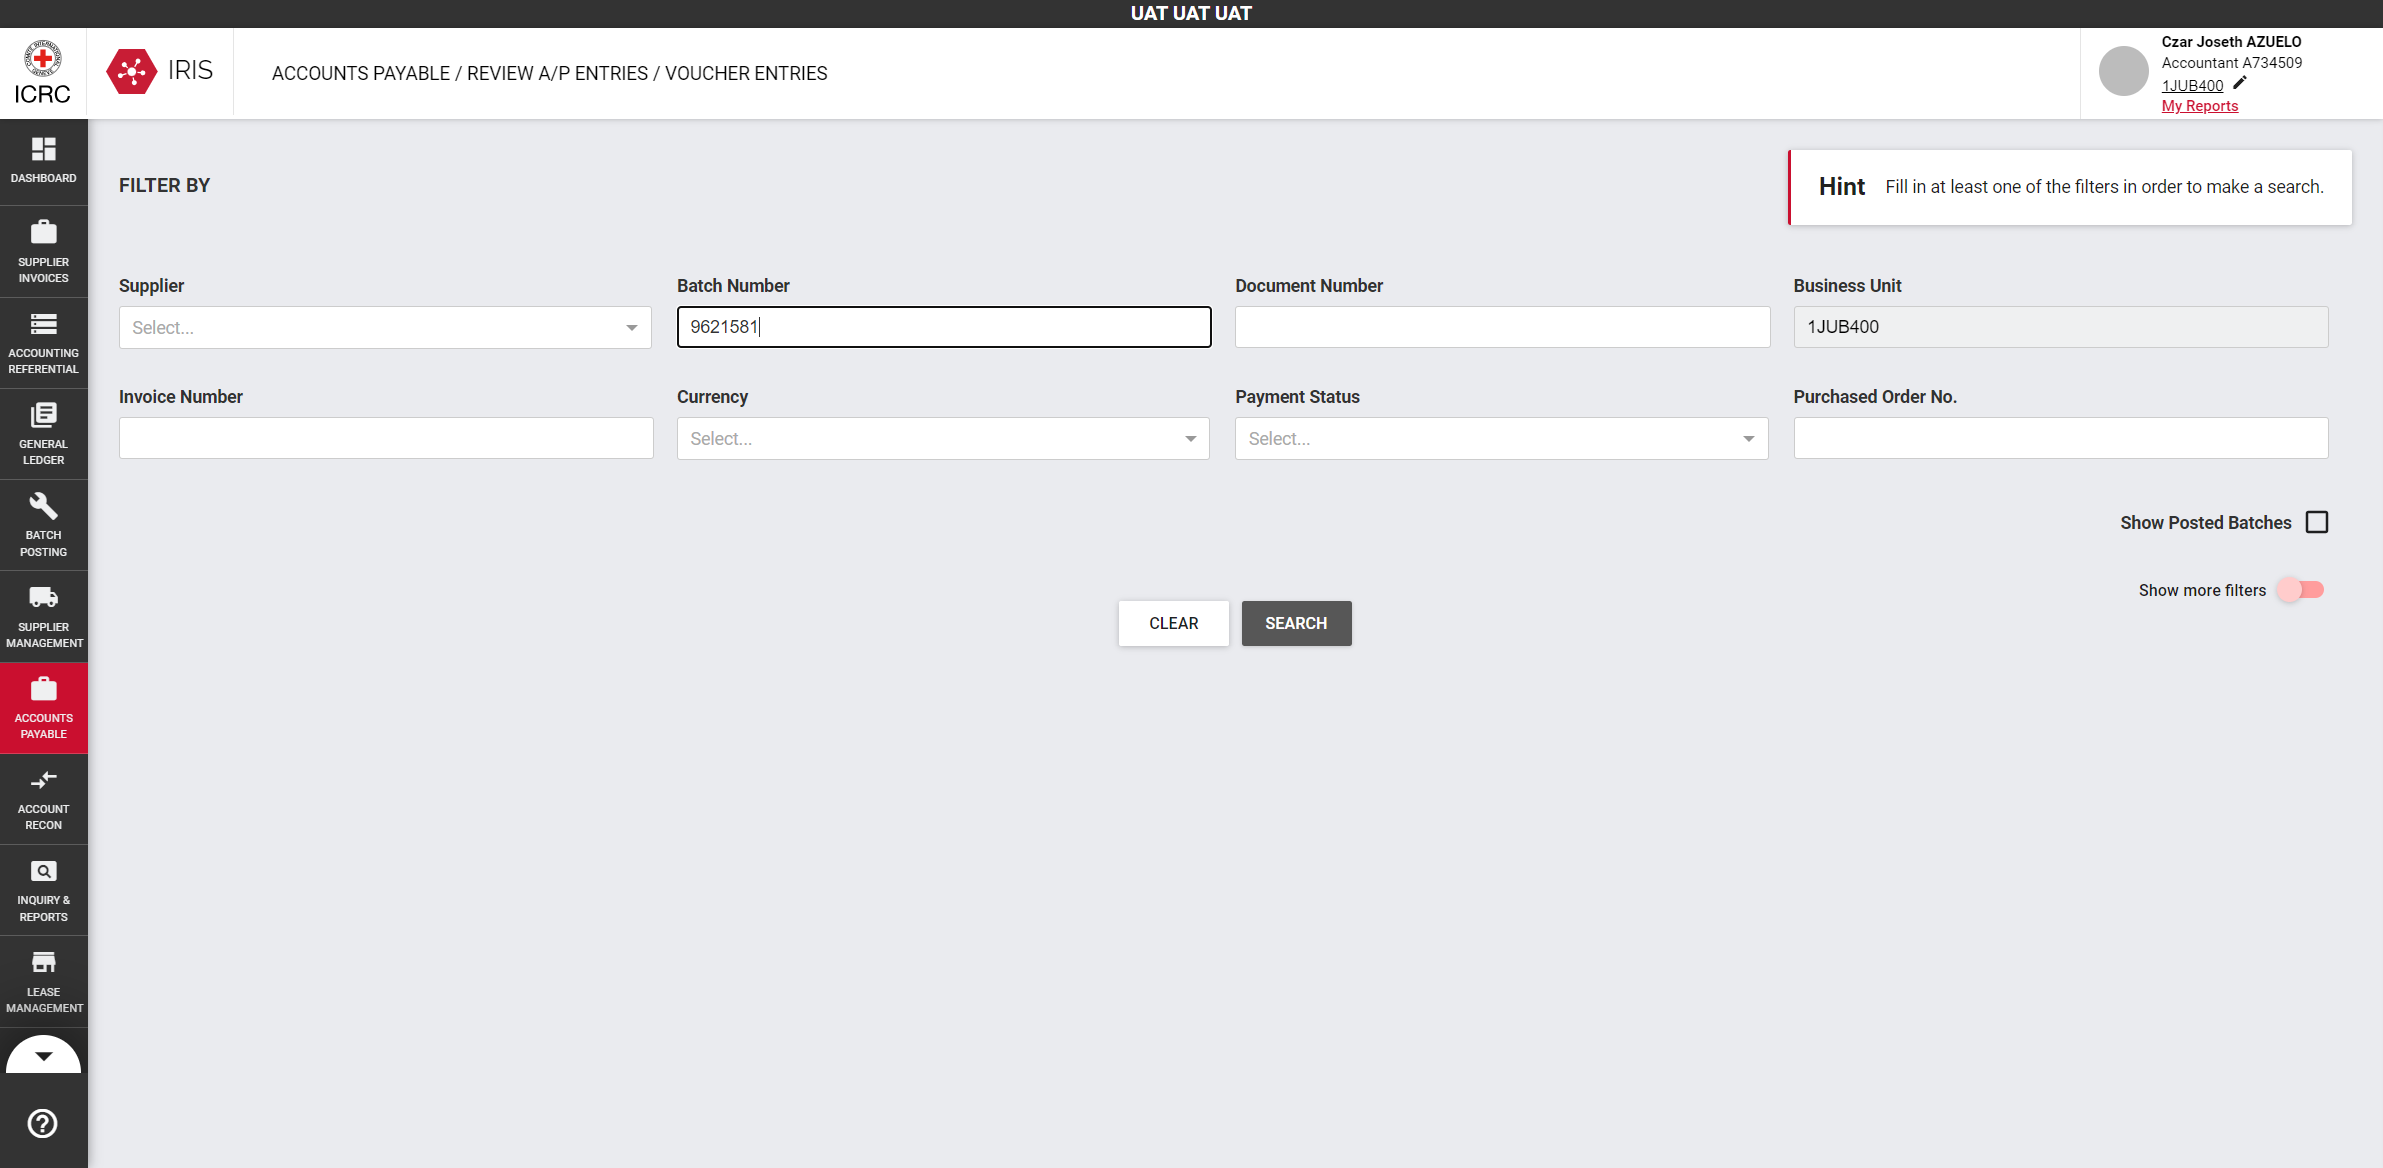 UAT UAT UAT
COMITE INTERNATIONAL GENEVE
ICRC
IRIS
ACCOUNTS PAYABLE / REVIEW A/P ENTRIES / VOUCHER ENTRIES
Czar Joseth AZUELO
Accountant A734509
1JUB400
My Reports
DASHBOARD
SUPPLIER
INVOICES
ACCOUNTING
REFERENTIAL
GENERAL
LEDGER
BATCH
POSTING
SUPPLIER
MANAGEMENT
ACCOUNTS
PAYABLE
ACCOUNT
RECON
INQUIRY &
REPORTS
LEASE
MANAGEMENT
FILTER BY
Hint Fill in at least one of the filters in order to make a search.
Supplier
Select...
Batch Number
9621581
Document Number
Business Unit
1JUB400
Invoice Number
Currency
Select...
Payment Status
Select...
Purchased Order No.
Show Posted Batches
Show more filters
CLEAR
SEARCH